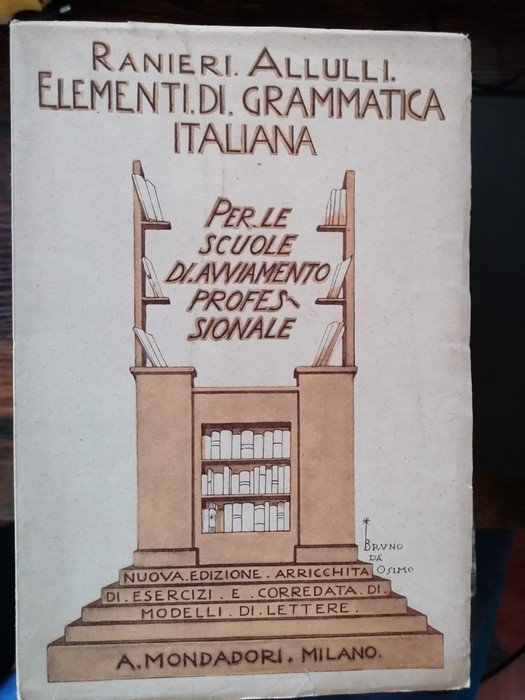 RANIERI. ALLULLI.
ELEMENTI.DI. GRAMMATICA
ITALIANA
PER.LE
SCUOLE
DI.AVVIAMENTO
PROFES-
SIONALE
BRVNO
DA
OSIMO
NUOVA.EDIZIONE.ARRICCHITA
DI.ESERCIZI.E.CORREDATA.DI.
MODELLI.DI.LETTERE.
A.MONDADORI.MILANO.